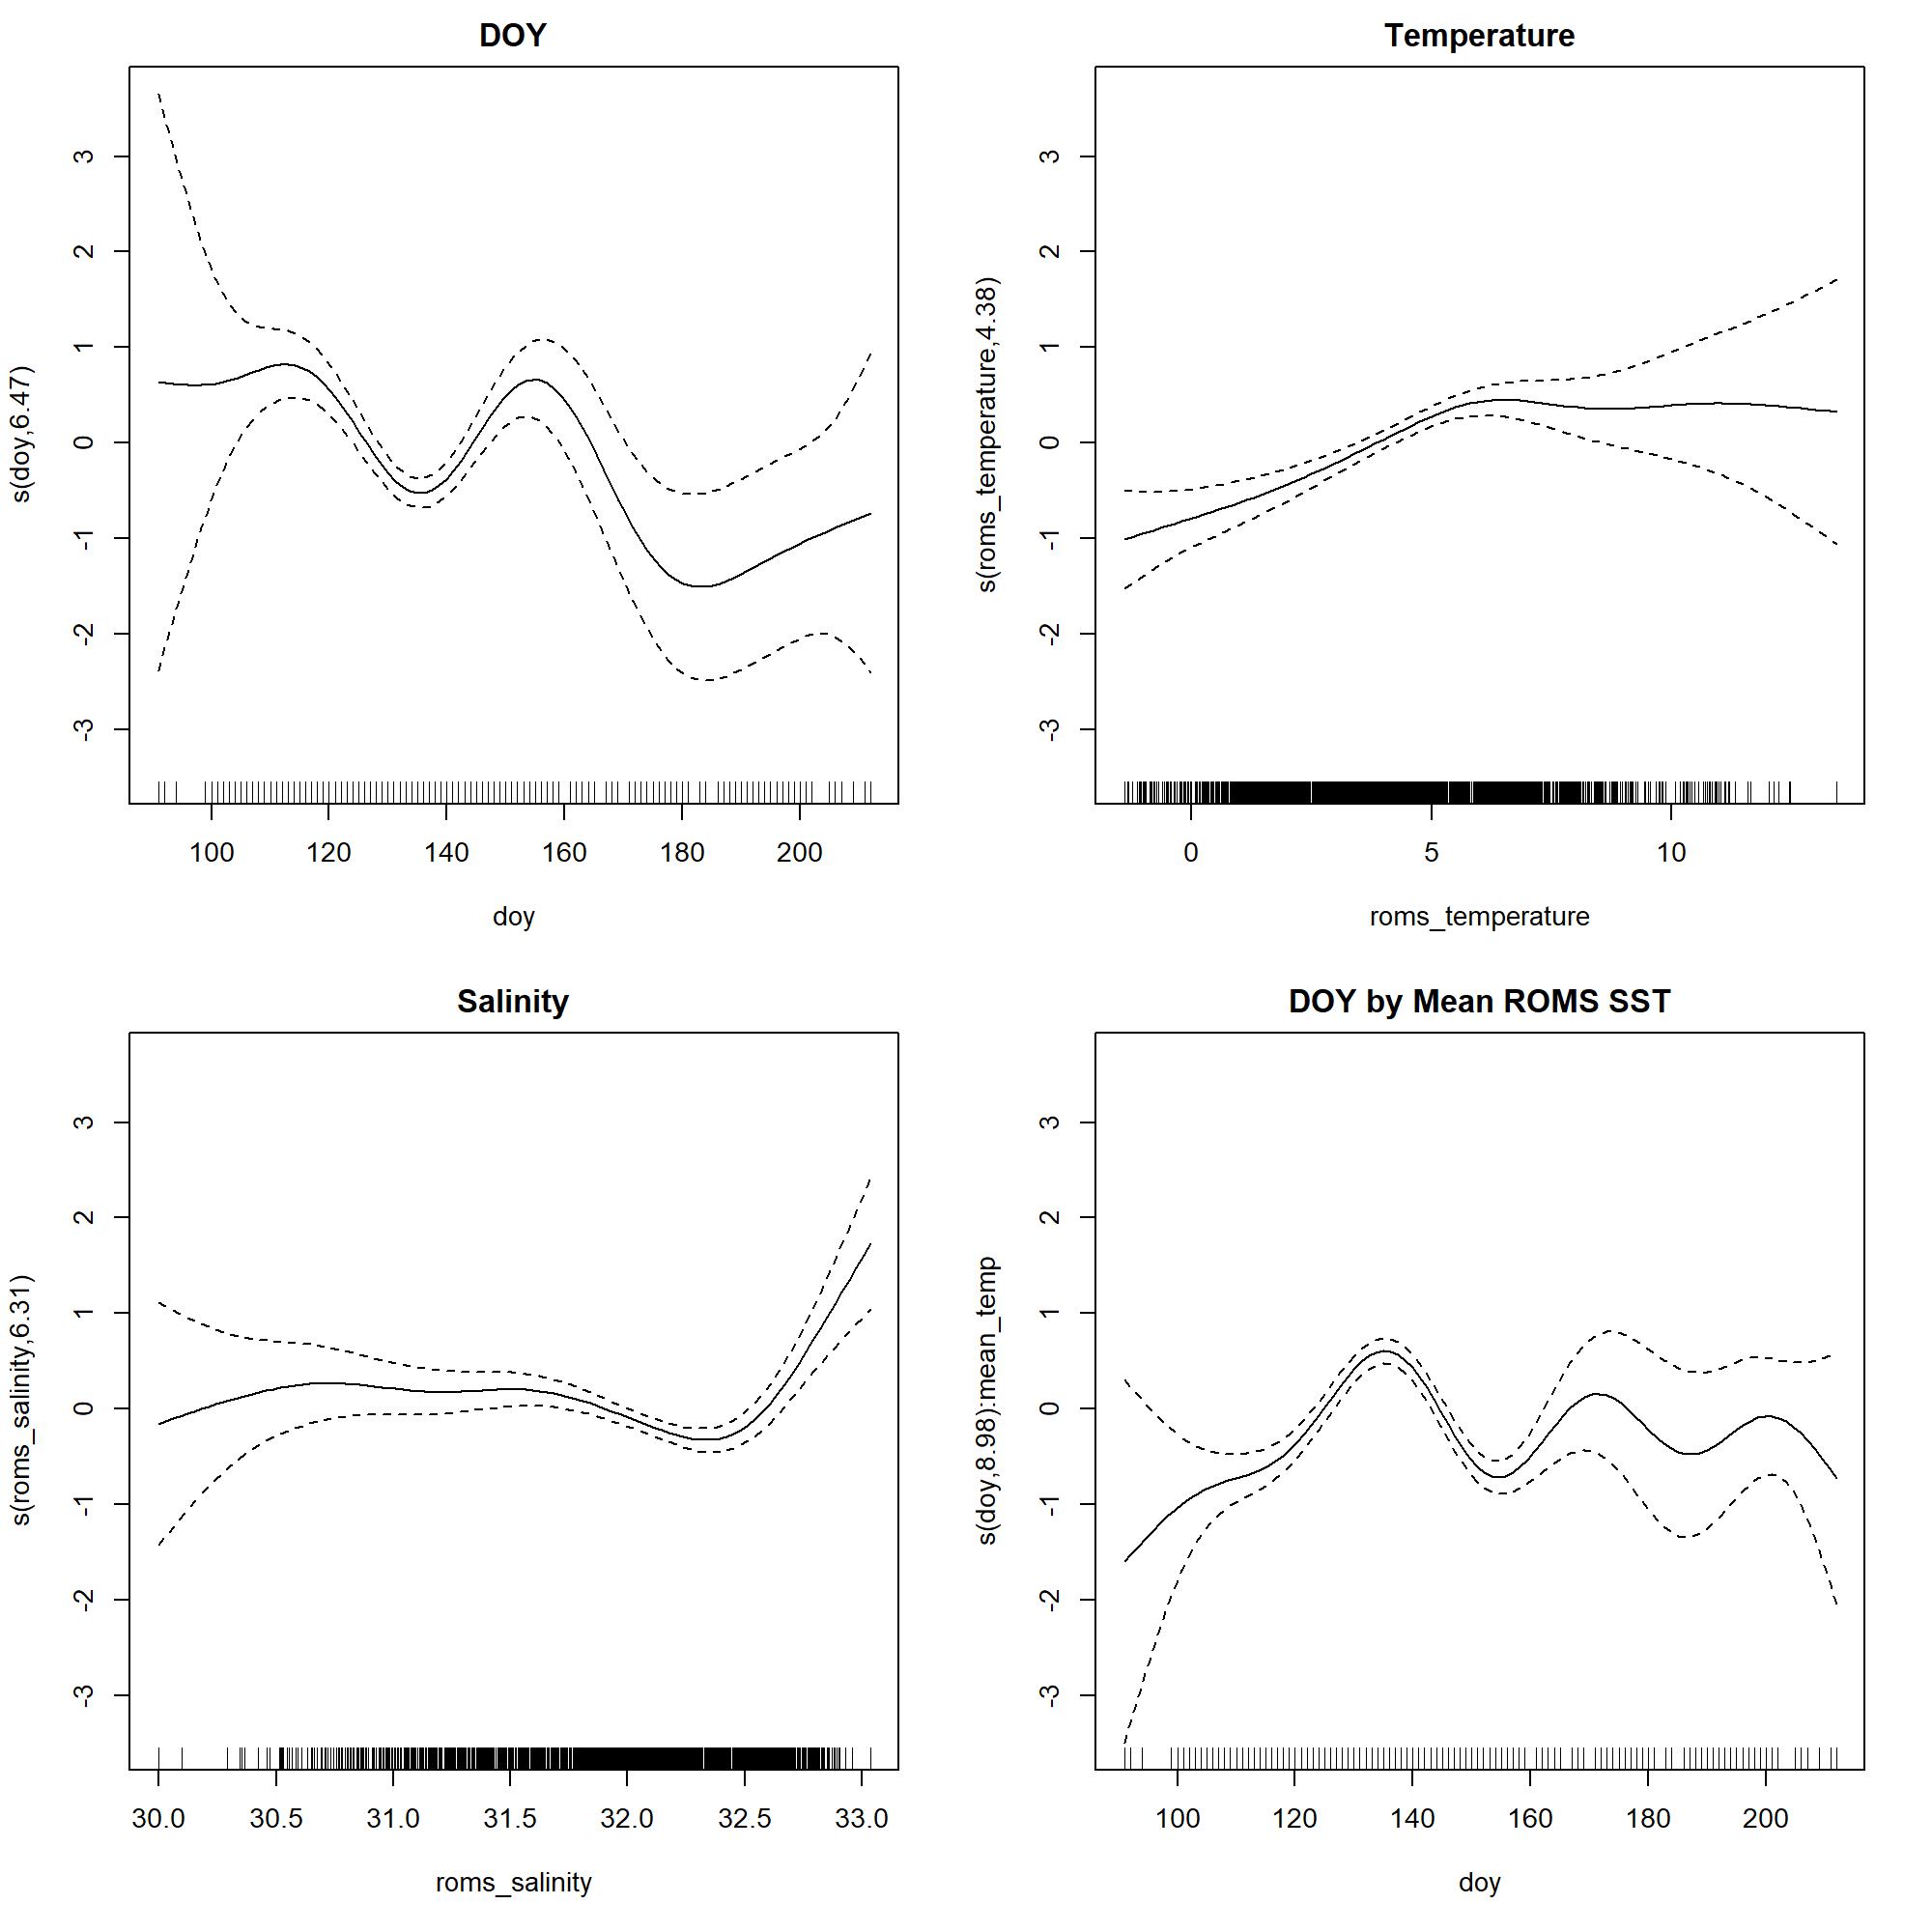 DOY
s(doy,6.47)
3
2
1
0
-1
-2
-3
100 120 140 160 180 200
doy
Temperature
s(roms_temperature,4.38)
3
2
1
0
-1
-2
-3
0 5 10
roms_temperature
Salinity
s(roms_salinity,6.31)
3
2
1
0
-1
-2
-3
30.0 30.5 31.0 31.5 32.0 32.5 33.0
roms_salinity
DOY by Mean ROMS SST
s(doy,8.98):mean_temp
3
2
1
0
-1
-2
-3
100 120 140 160 180 200
doy